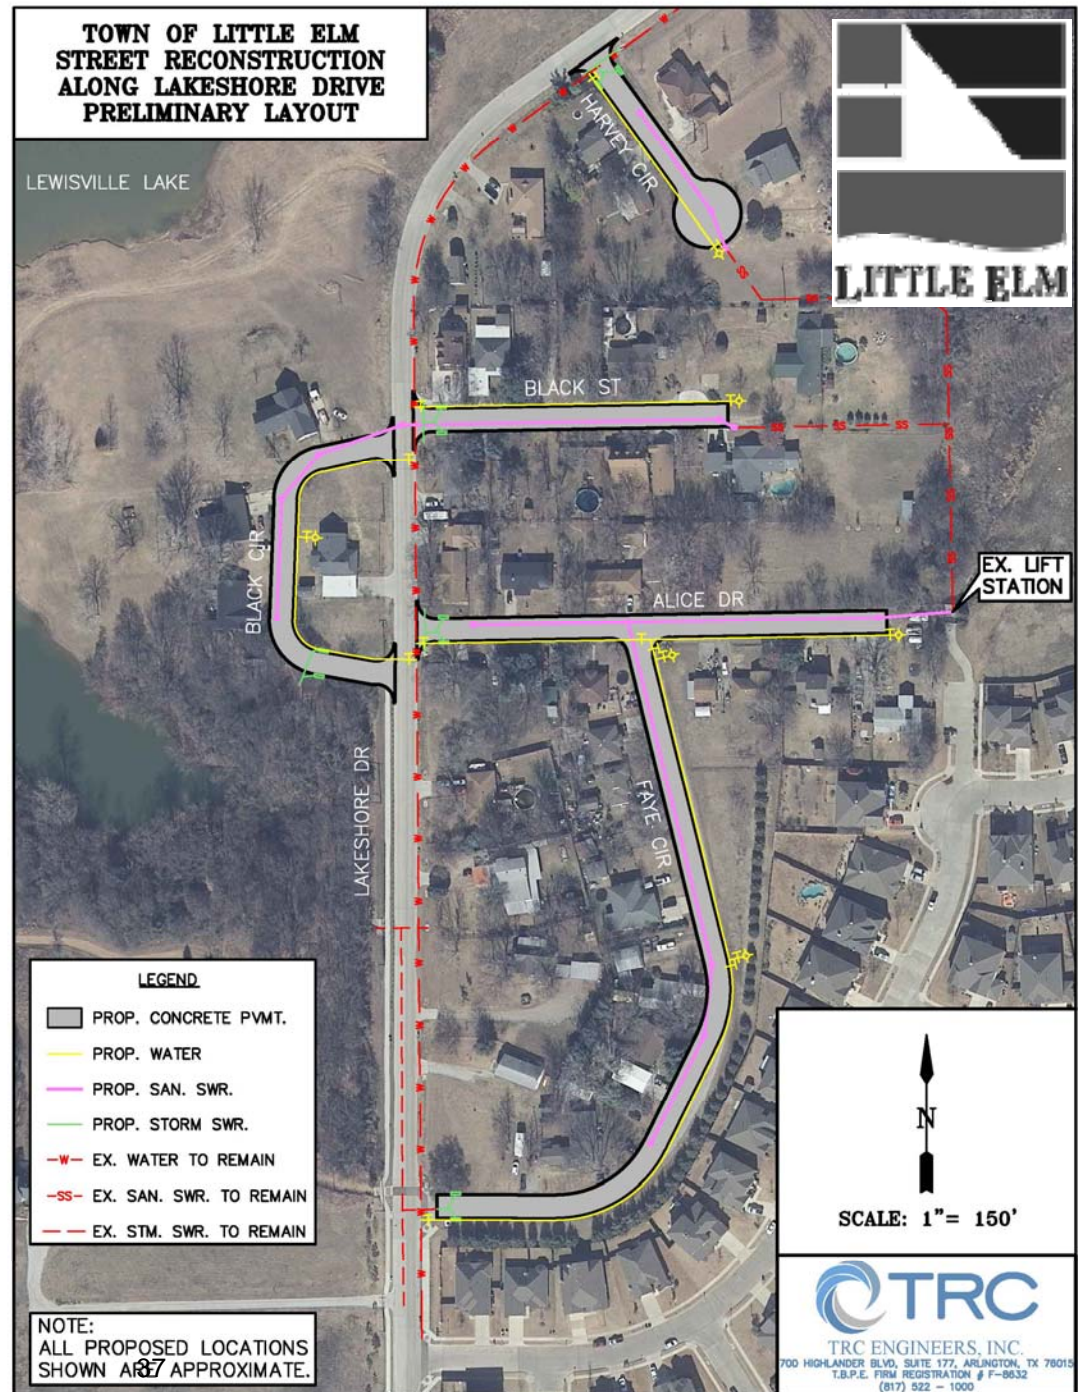 TOWN OF LITTLE ELM
STREET RECONSTRUCTION
ALONG LAKESHORE DRIVE
PRELIMINARY LAYOUT
LITTLE ELM
LEWISVILLE LAKE
HARVEY CIR
BLACK ST
BLACK CIR
ALICE DR
EX. LIFT
STATION
LAKESHORE DR
FAYE CIR
LEGEND
PROP. CONCRETE PVMT.
PROP. WATER
PROP. SAN. SWR.
PROP. STORM SWR.
-W- EX. WATER TO REMAIN
-SS- EX. SAN. SWR. TO REMAIN
EX. STM. SWR. TO REMAIN
N
SCALE: 1"= 150'
NOTE:
ALL PROPOSED LOCATIONS
SHOWN ARE APPROXIMATE.
37
TRC
TRC ENGINEERS, INC.
700 HIGHLANDER BLVD, SUITE 177, ARLINGTON, TX 76015
T.B.P.E. FIRM REGISTRATION # F-8632
(817) 522 - 1000